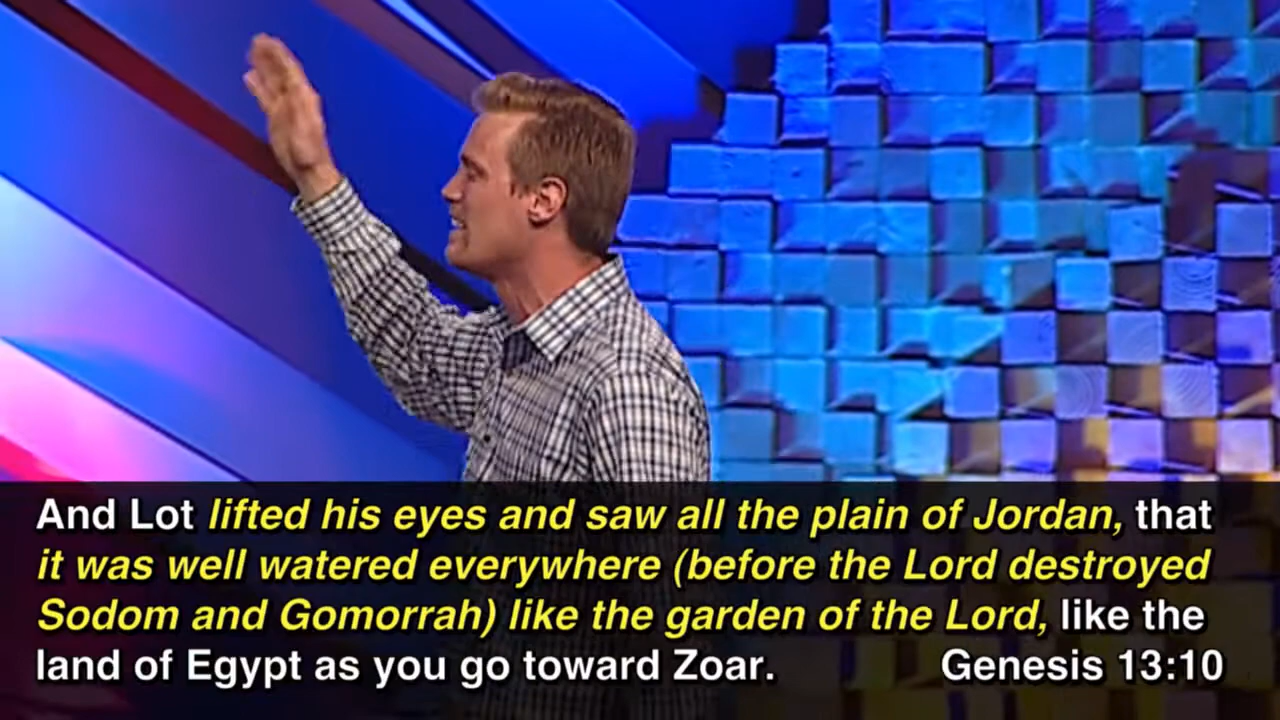 And Lot lifted his eyes and saw all the plain of Jordan, that
it was well watered everywhere (before the Lord destroyed
Sodom and Gomorrah) like the garden of the Lord, like the
land of Egypt as you go toward Zoar. Genesis 13:10